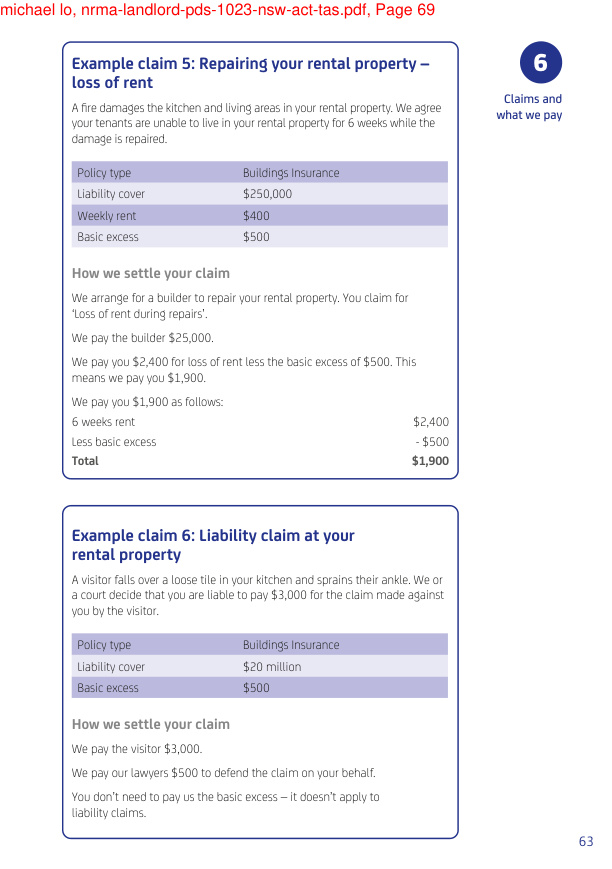 michael lo, nrma-landlord-pds-1023-nsw-act-tas.pdf, Page 69
6
Claims and
what we pay
Example claim 5: Repairing your rental property –
loss of rent
A fire damages the kitchen and living areas in your rental property. We agree
your tenants are unable to live in your rental property for 6 weeks while the
damage is repaired.
Policy type Buildings Insurance
Liability cover $250,000
Weekly rent $400
Basic excess $500
How we settle your claim
We arrange for a builder to repair your rental property. You claim for
‘Loss of rent during repairs’.
We pay the builder $25,000.
We pay you $2,400 for loss of rent less the basic excess of $500. This
means we pay you $1,900.
We pay you $1,900 as follows:
6 weeks rent $2,400
Less basic excess - $500
Total $1,900
Example claim 6: Liability claim at your
rental property
A visitor falls over a loose tile in your kitchen and sprains their ankle. We or
a court decide that you are liable to pay $3,000 for the claim made against
you by the visitor.
Policy type Buildings Insurance
Liability cover $20 million
Basic excess $500
How we settle your claim
We pay the visitor $3,000.
We pay our lawyers $500 to defend the claim on your behalf.
You don’t need to pay us the basic excess – it doesn’t apply to
liability claims.
63